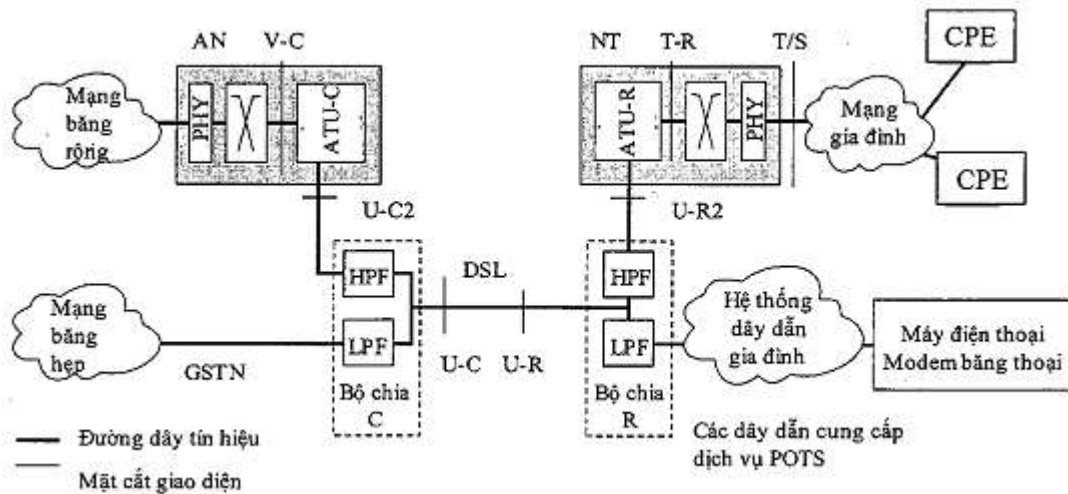 AN
V-C
NT
T-R
T/S
CPE
Mạng
băng
rộng
PHY
ATU-C
ATU-R
PHY
Mạng
gia đình
CPE
U-C2
U-R2
HPF
DSL
HPF
Mạng
băng
hẹp
GSTN
LPF
U-C
U-R
LPF
Hệ thống
dây dẫn
gia đình
Máy điện thoại
Modem băng thoại
Bộ chia
C
Bộ chia
R
Các dây dẫn cung cấp
dịch vụ POTS
Đường dây tín hiệu
Mặt cắt giao diện